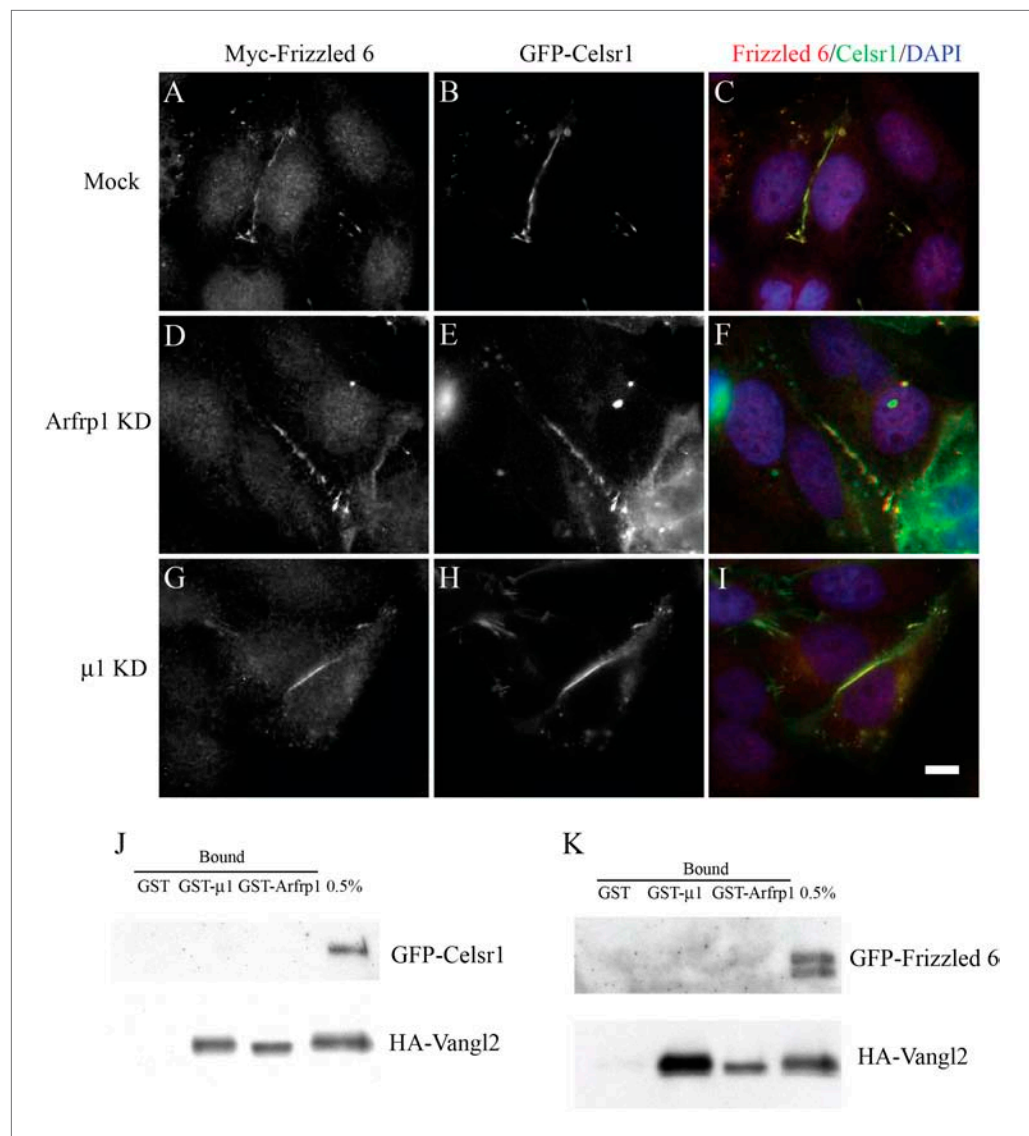 Myc-Frizzled 6 GFP-Celsr1 Frizzled 6/Celsr1/DAPI
Mock
A B C
Arfrp1 KD
D E F
μ1 KD
G H I
J
Bound
GST GST-μ1 GST-Arfrp1 0.5%
GFP-Celsr1
HA-Vangl2
K
Bound
GST GST-μ1 GST-Arfrp1 0.5%
GFP-Frizzled 6
HA-Vangl2